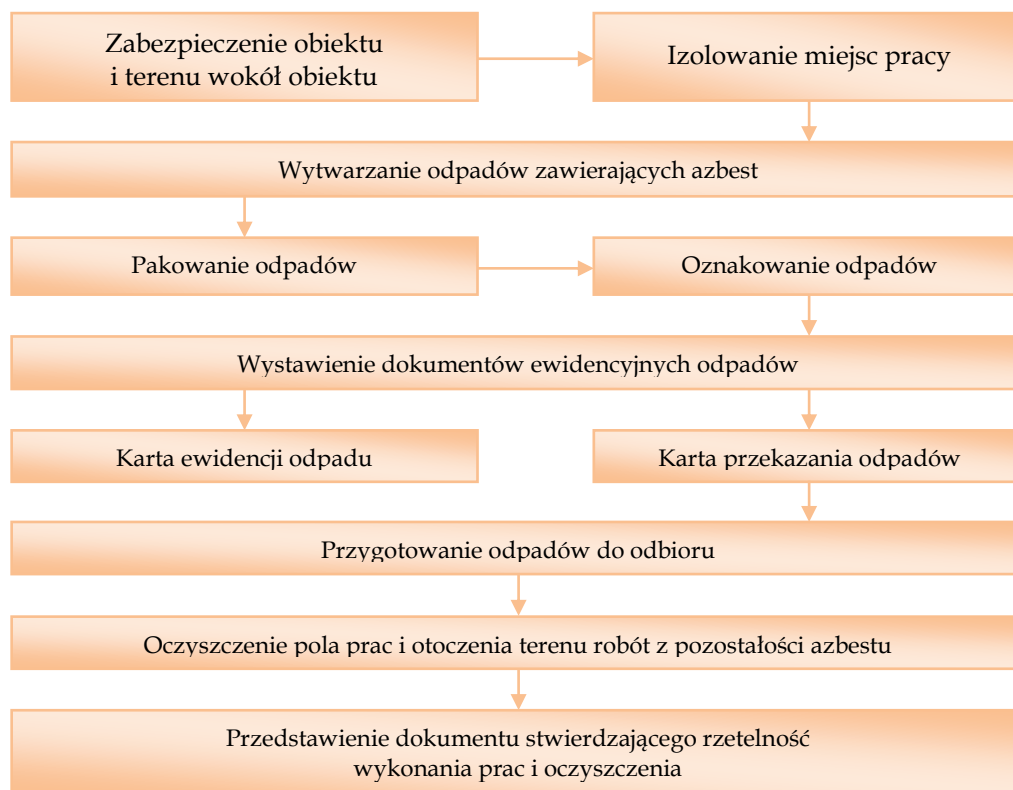 Zabezpieczenie obiektu
i terenu wokół obiektu
Izolowanie miejsc pracy
Wytwarzanie odpadów zawierających azbest
Pakowanie odpadów
Oznakowanie odpadów
Wystawienie dokumentów ewidencyjnych odpadów
Karta ewidencji odpadu
Karta przekazania odpadów
Przygotowanie odpadów do odbioru
Oczyszczenie pola prac i otoczenia terenu robót z pozostałości azbestu
Przedstawienie dokumentu stwierdzającego rzetelność
wykonania prac i oczyszczenia